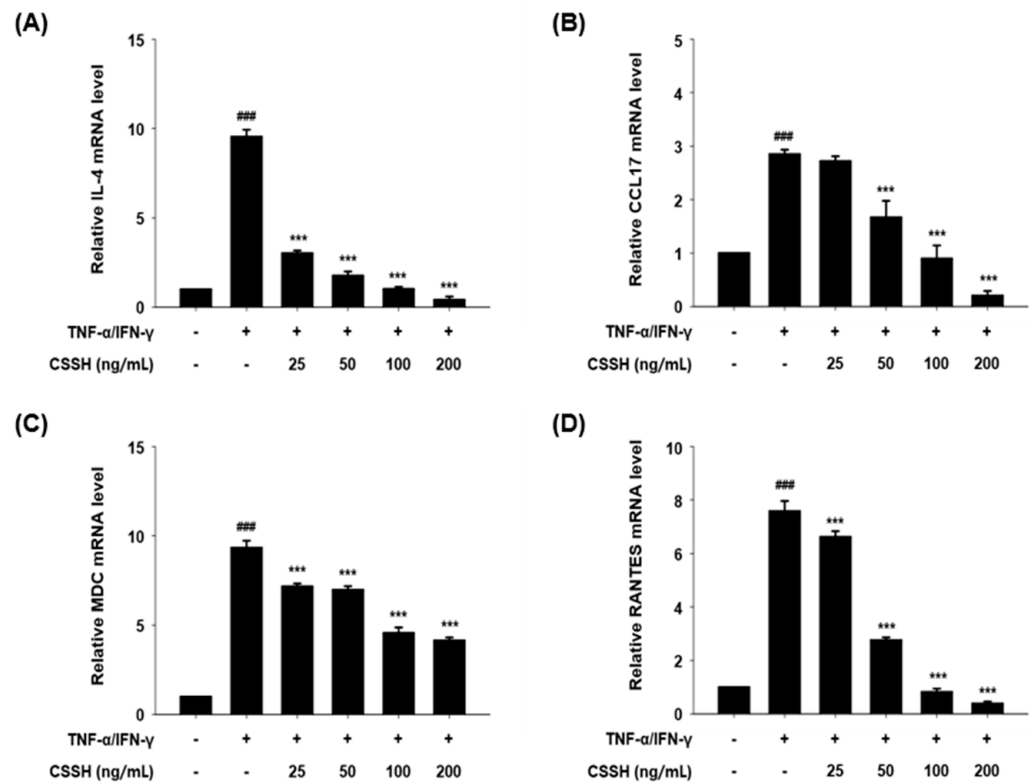 (A)
Relative IL-4 mRNA level
15
10
5
0
###
***
***
***
***
TNF-α/IFN-γ - + + + + +
CSSH (ng/mL) - - 25 50 100 200
(B)
Relative CCL17 mRNA level
5
4
3
2
1
0
###
***
***
***
TNF-α/IFN-γ - + + + + +
CSSH (ng/mL) - - 25 50 100 200
(C)
Relative MDC mRNA level
15
10
5
0
###
***
***
***
***
TNF-α/IFN-γ - + + + + +
CSSH (ng/mL) - - 25 50 100 200
(D)
Relative RANTES mRNA level
10
8
6
4
2
0
###
***
***
***
***
TNF-α/IFN-γ - + + + + +
CSSH (ng/mL) - - 25 50 100 200